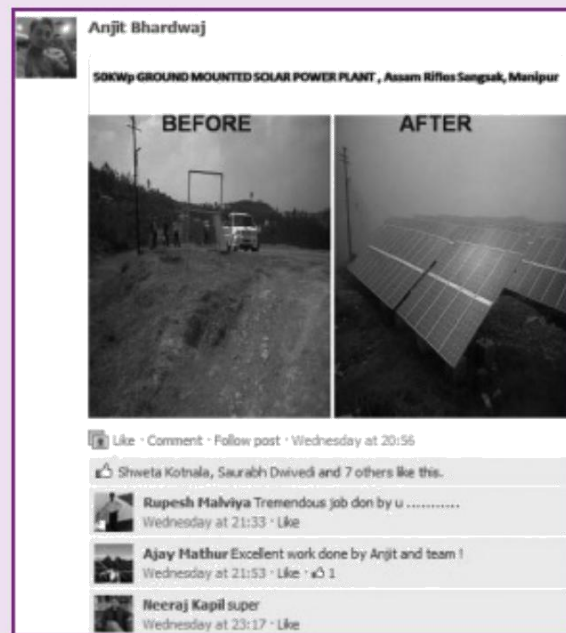 Anjit Bhardwaj
50KWp GROUND MOUNTED SOLAR POWER PLANT , Assam Rifles Sangsak, Manipur
BEFORE AFTER
Like · Comment · Follow post · Wednesday at 20:56
Shweta Kotnala, Saurabh Dwivedi and 7 others like this.
Rupesh Malviya Tremendous job don by u ...........
Wednesday at 21:33 · Like
Ajay Mathur Excellent work done by Anjit and team !
Wednesday at 21:53 · Like · 1
Neeraj Kapil super
Wednesday at 23:17 · Like